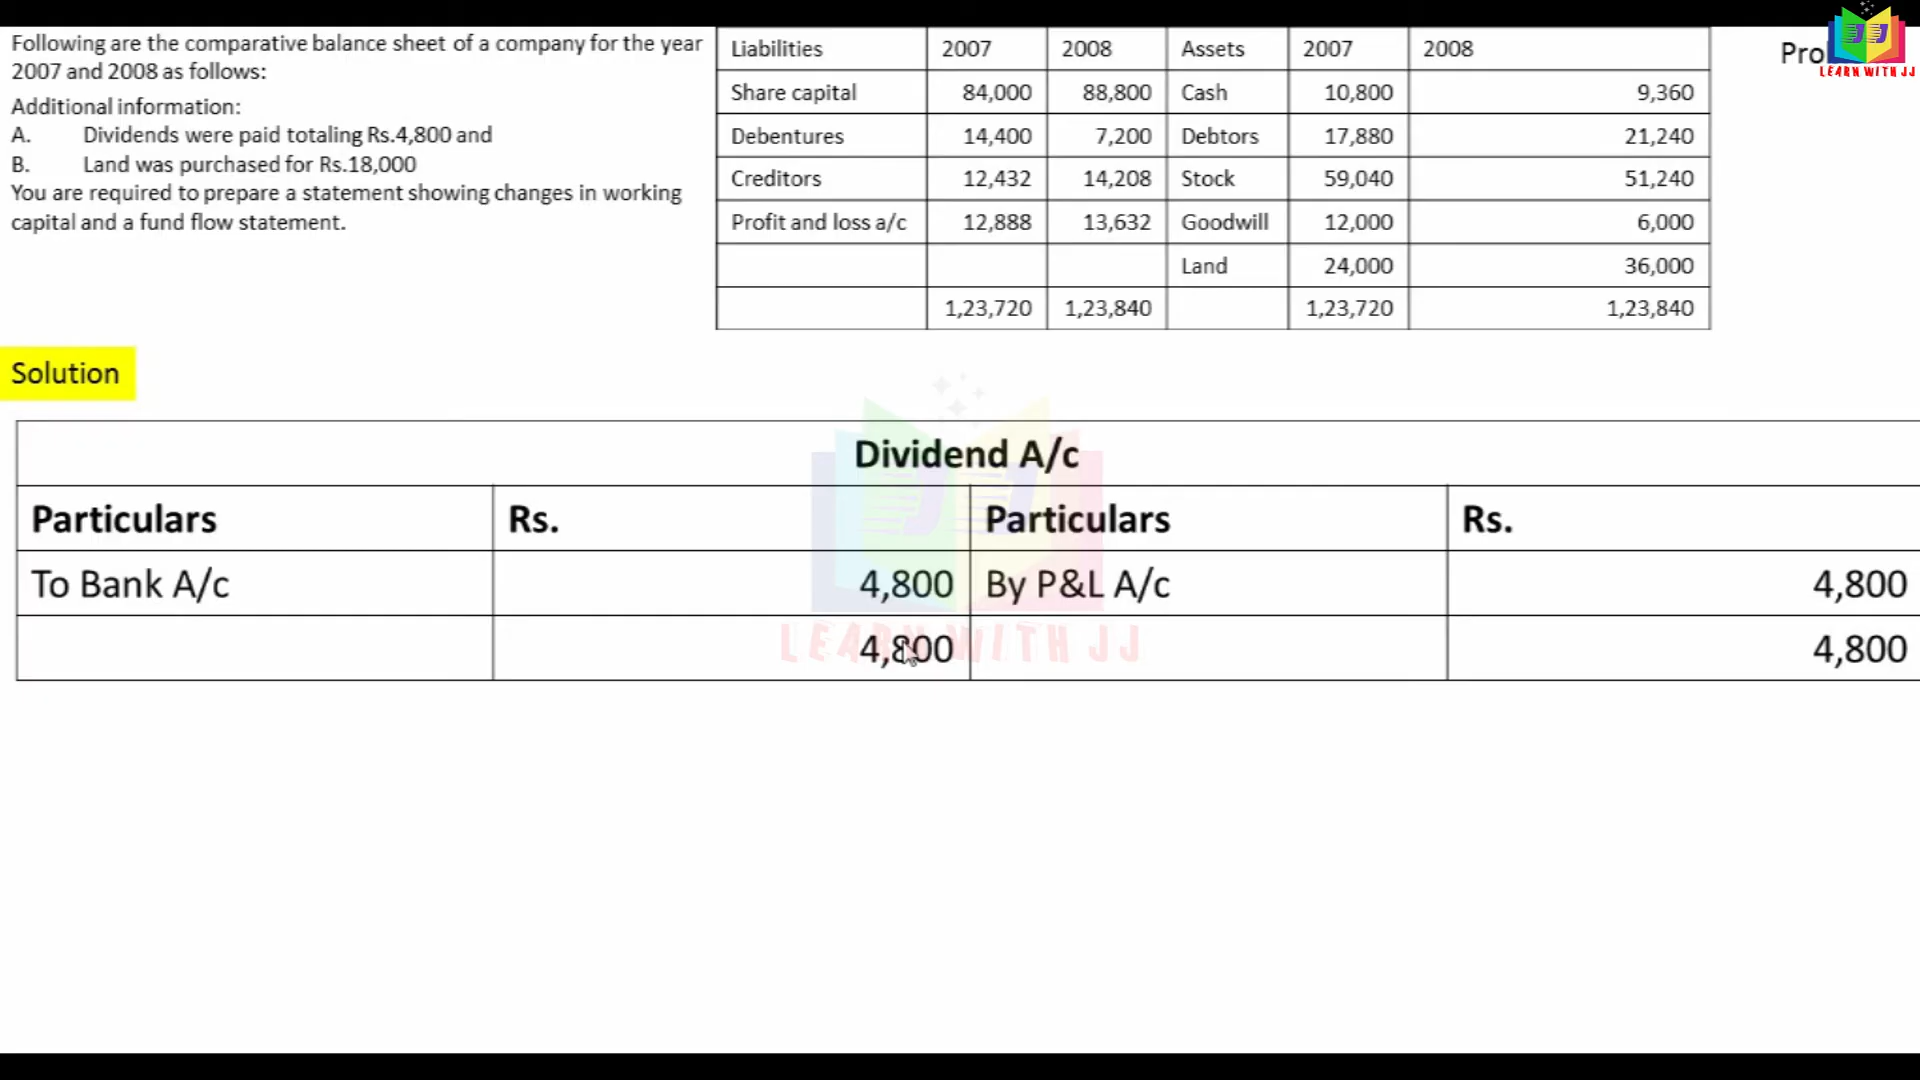 Following are the comparative balance sheet of a company for the year
2007 and 2008 as follows:
Additional information:
A. Dividends were paid totaling Rs.4,800 and
B. Land was purchased for Rs.18,000
You are required to prepare a statement showing changes in working
capital and a fund flow statement.
Liabilities 2007 2008 Assets 2007 2008
Share capital 84,000 88,800 Cash 10,800 9,360
Debentures 14,400 7,200 Debtors 17,880 21,240
Creditors 12,432 14,208 Stock 59,040 51,240
Profit and loss a/c 12,888 13,632 Goodwill 12,000 6,000
Land 24,000 36,000
1,23,720 1,23,840 1,23,720 1,23,840
JJ
LEARN WITH JJ
Solution
Dividend A/c
Particulars Rs. Particulars Rs.
To Bank A/c 4,800 By P&L A/c 4,800
4,800 4,800
LEARN WITH JJ